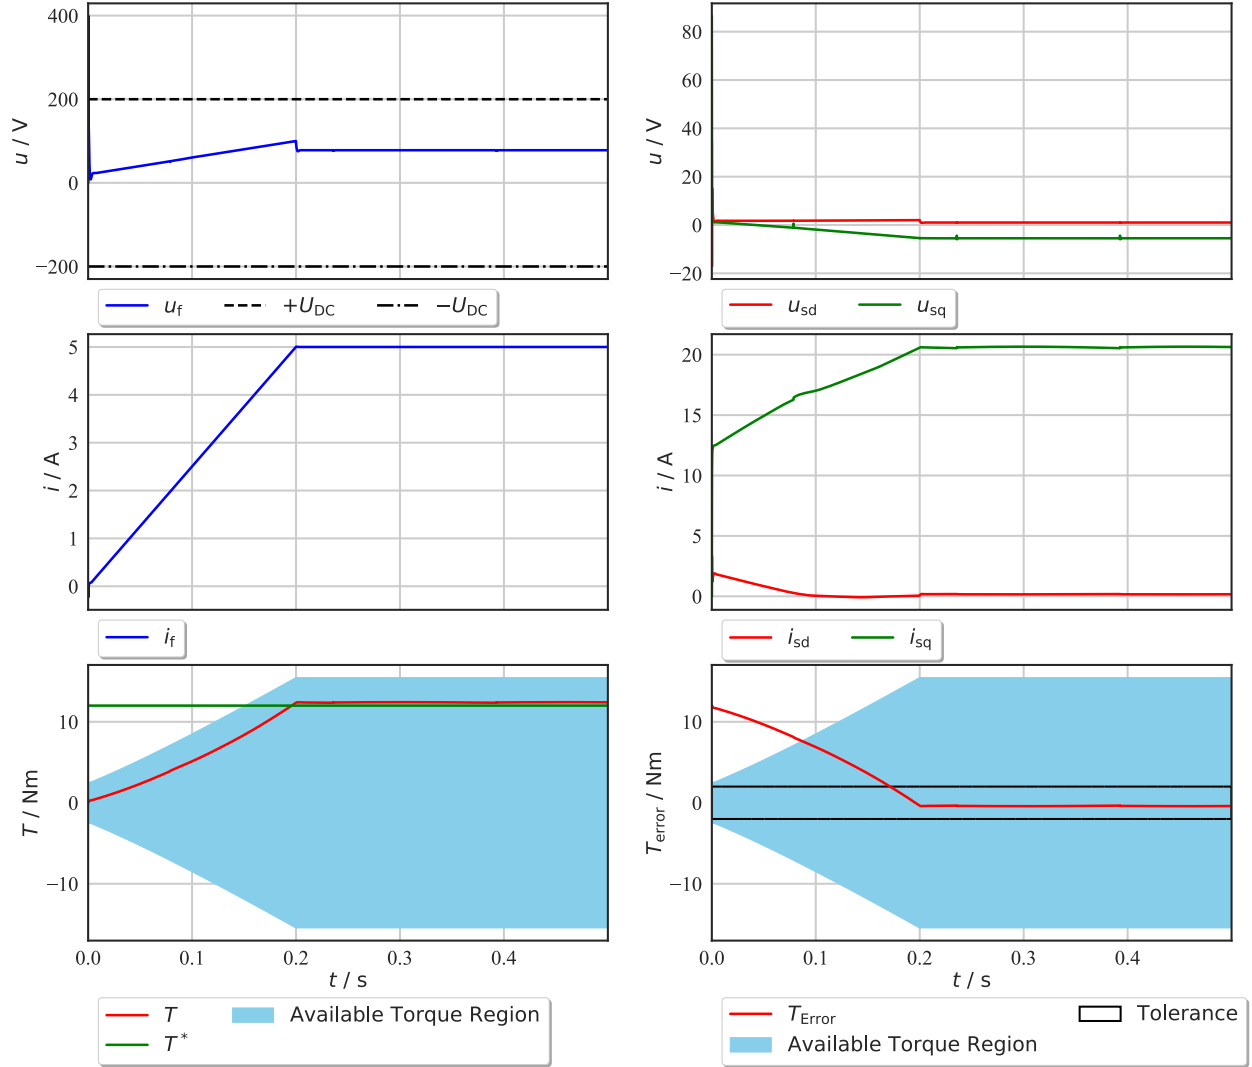 400
200
0
−200
u / V
u_f
+U_DC
−U_DC
80
60
40
20
0
−20
u / V
u_sd
u_sq
5
4
3
2
1
0
i / A
i_f
20
15
10
5
0
i / A
i_sd
i_sq
10
0
−10
T / Nm
0.0 0.1 0.2 0.3 0.4
t / s
T
Available Torque Region
T*
10
0
−10
T_error / Nm
0.0 0.1 0.2 0.3 0.4
t / s
T_Error
Tolerance
Available Torque Region